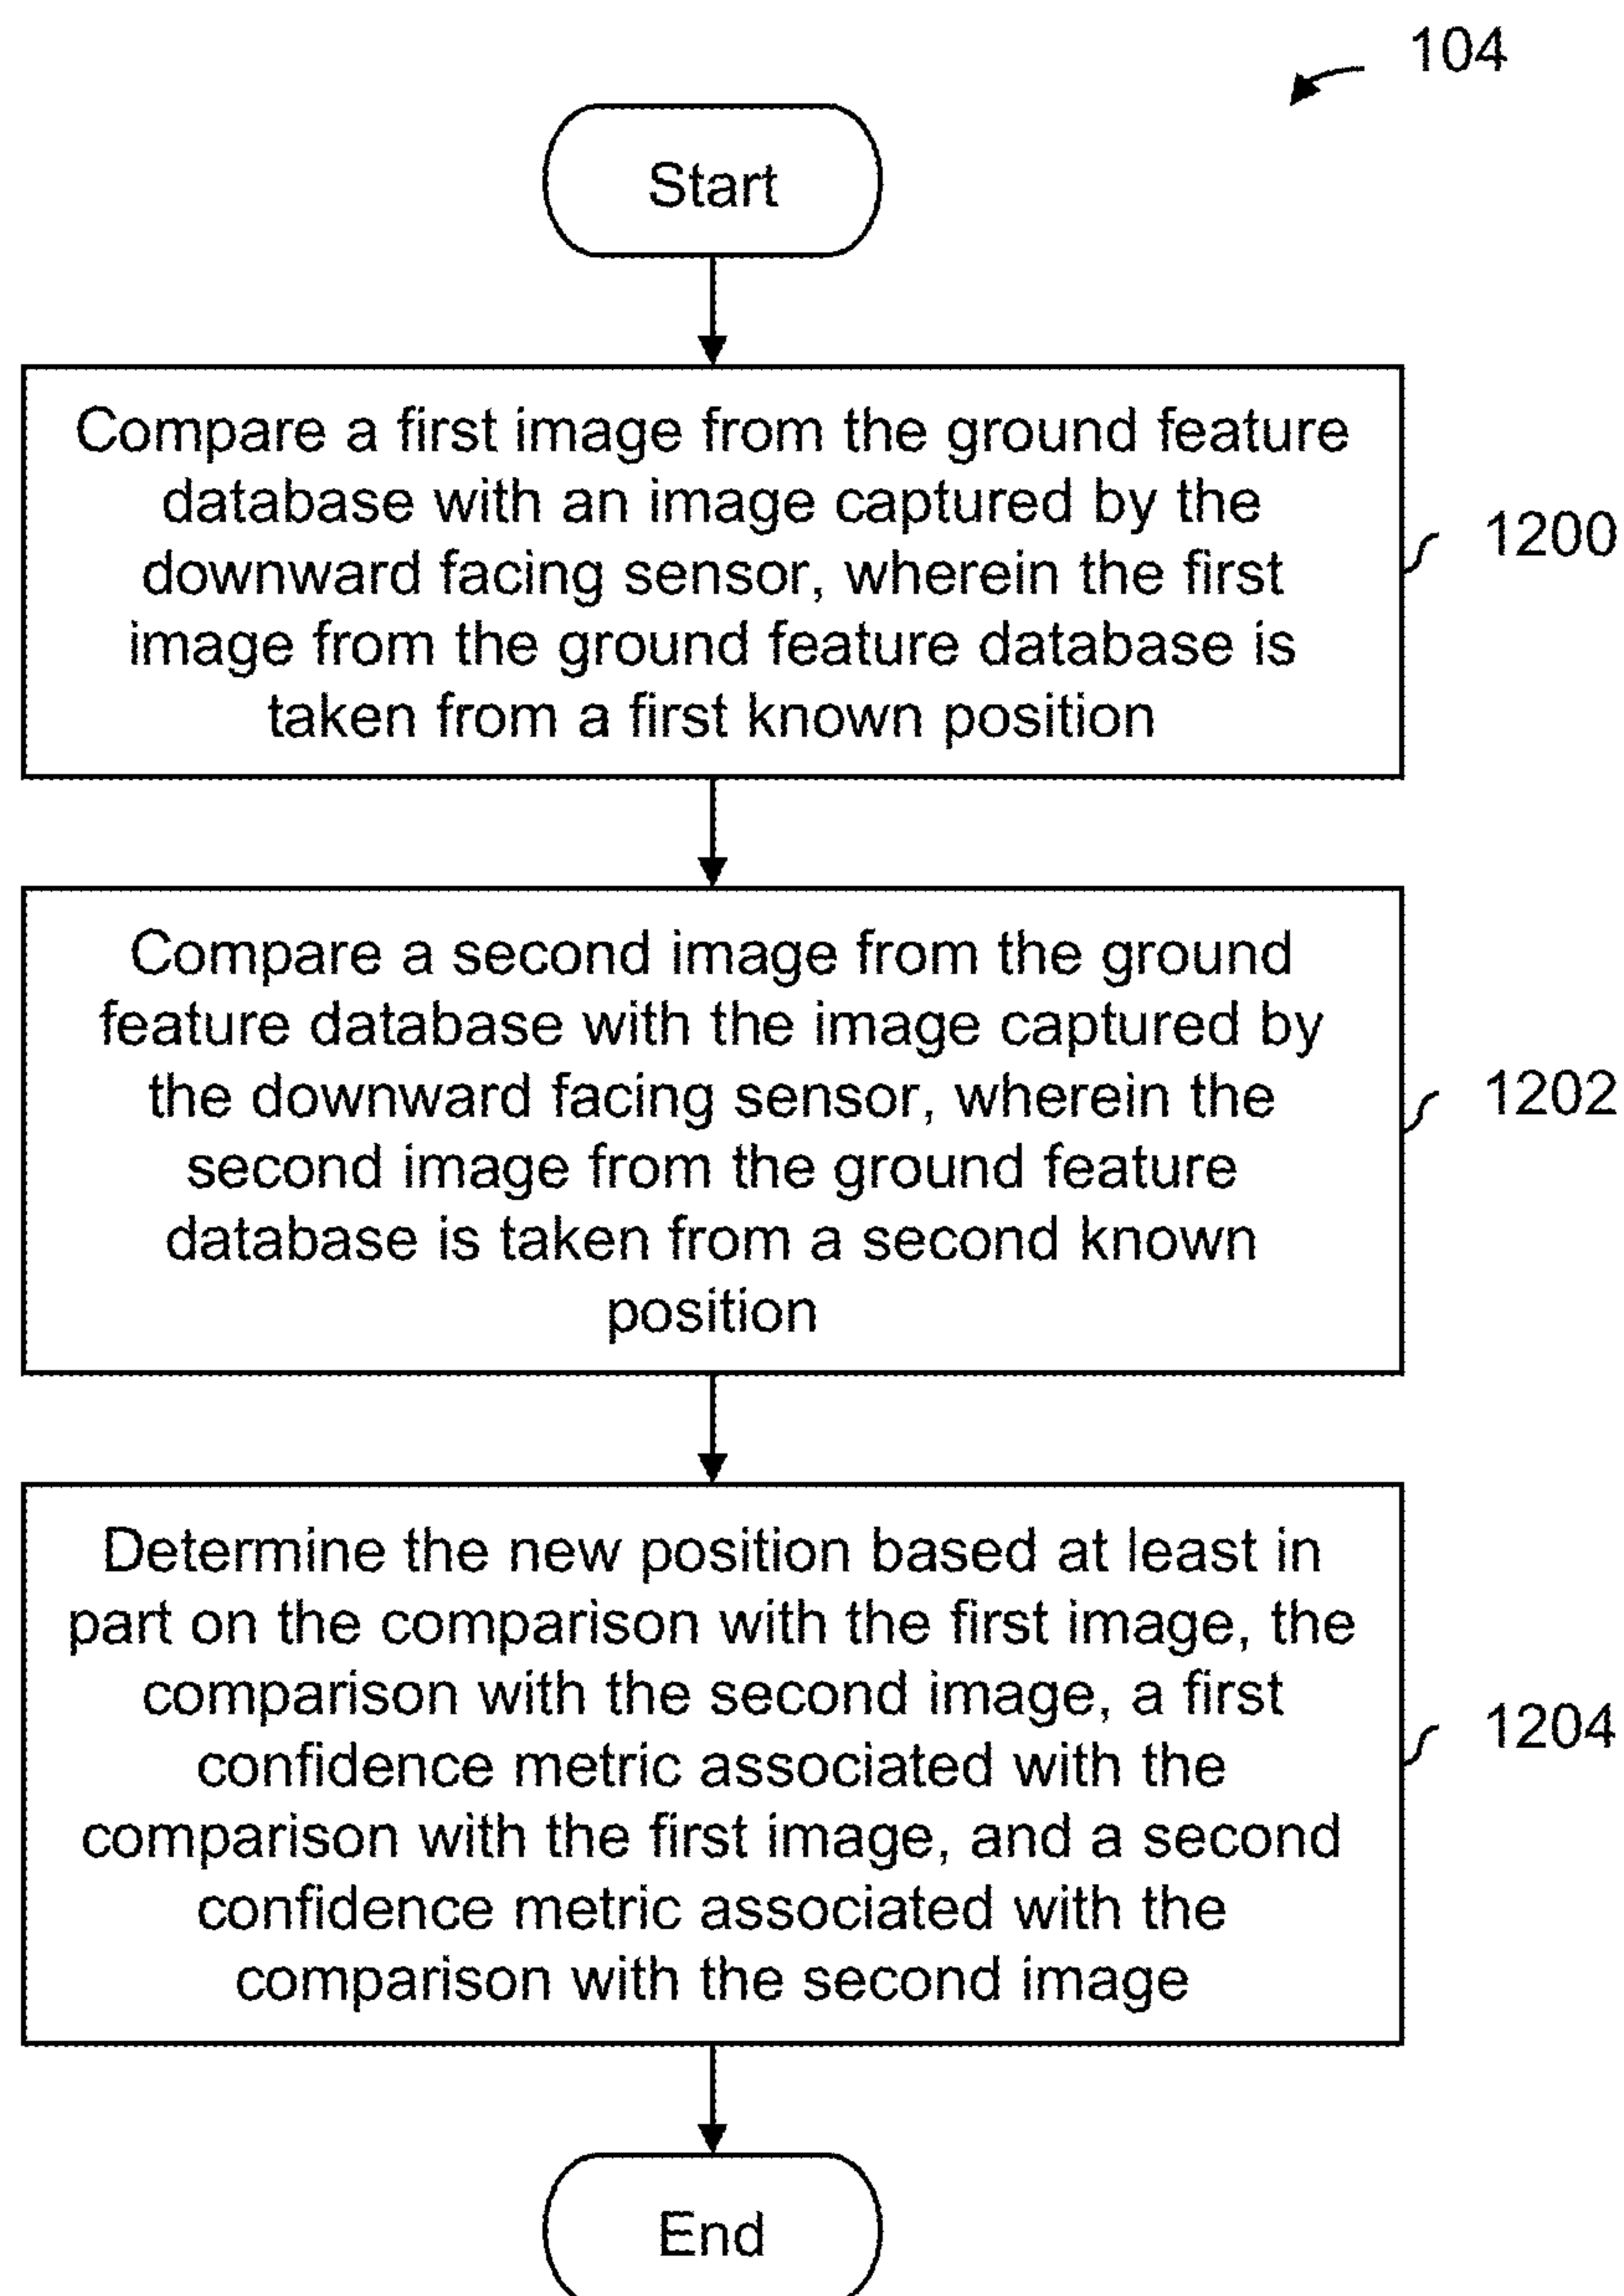 104
Start
Compare a first image from the ground feature
database with an image captured by the
downward facing sensor, wherein the first
image from the ground feature database is
taken from a first known position
1200
Compare a second image from the ground
feature database with the image captured by
the downward facing sensor, wherein the
second image from the ground feature
database is taken from a second known
position
1202
Determine the new position based at least in
part on the comparison with the first image, the
comparison with the second image, a first
confidence metric associated with the
comparison with the first image, and a second
confidence metric associated with the
comparison with the second image
1204
End